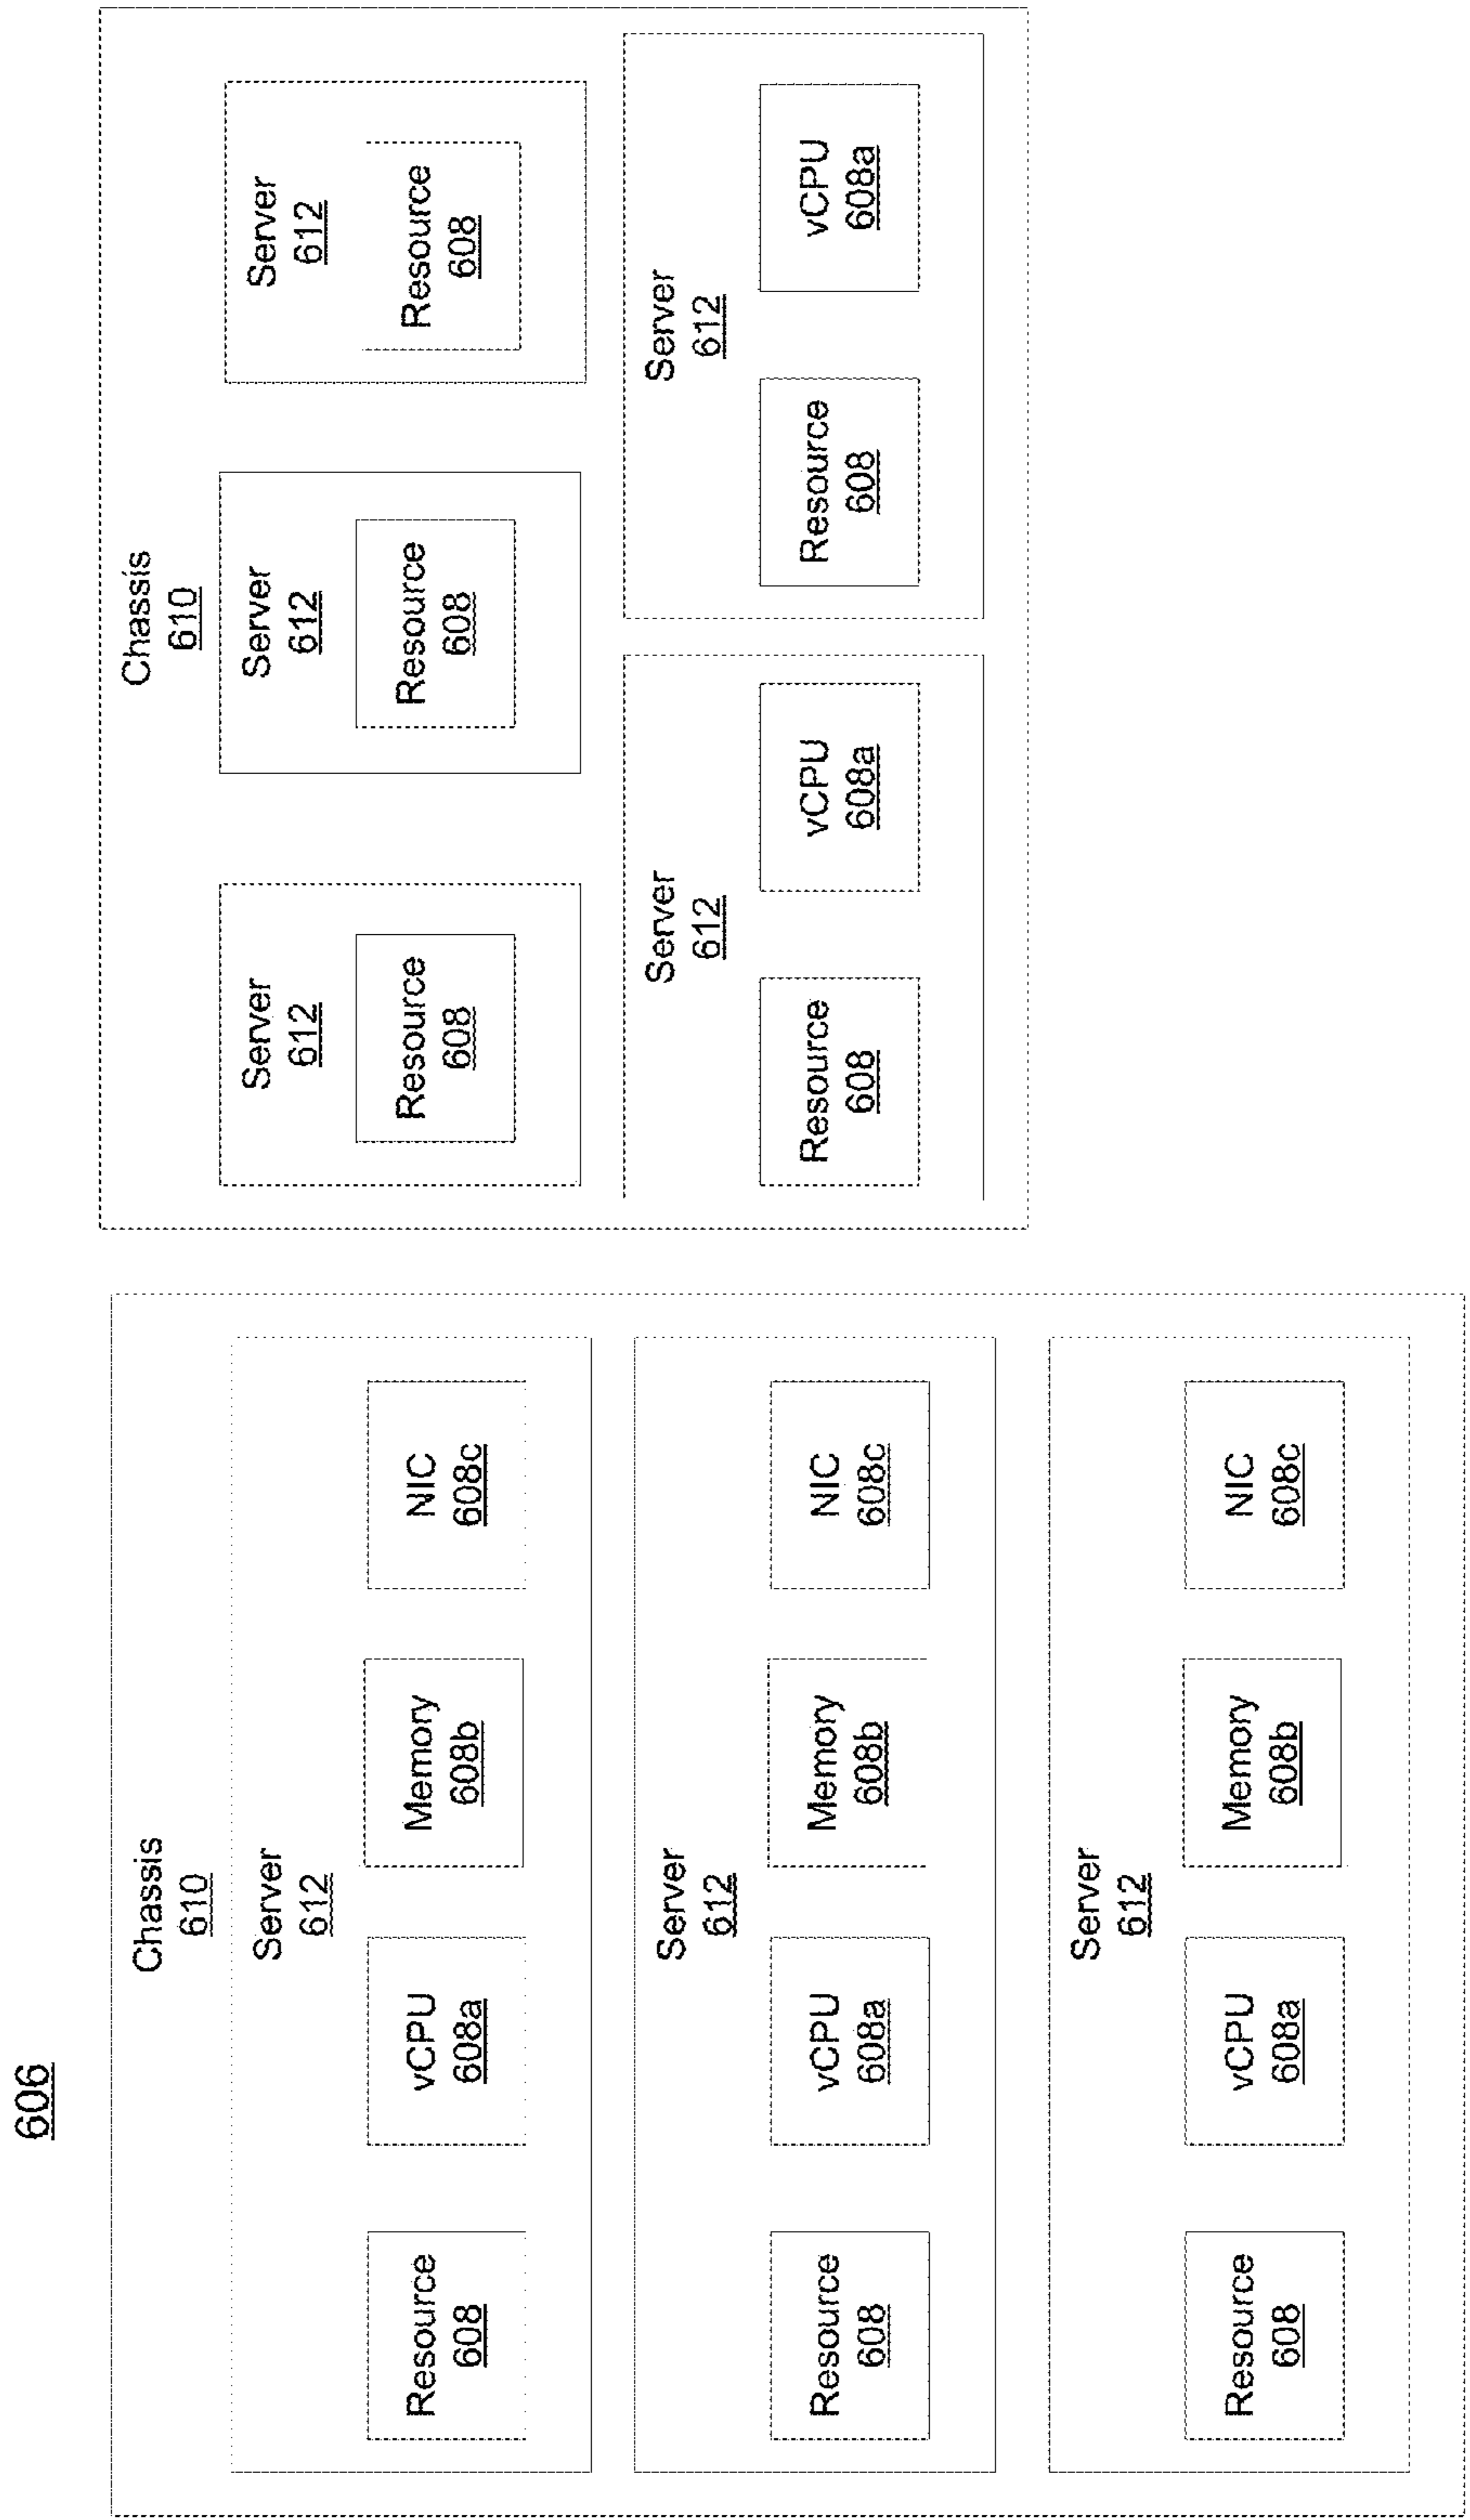 606
Chassis
610
Server
612
Resource
608
vCPU
608a
Memory
608b
NIC
608c
Server
612
Resource
608
vCPU
608a
Memory
608b
NIC
608c
Server
612
Resource
608
vCPU
608a
Memory
608b
NIC
608c
Chassis
610
Server
612
Resource
608
Server
612
Resource
608
Server
612
Resource
608
Server
612
Resource
608
vCPU
608a
Server
612
Resource
608
vCPU
608a